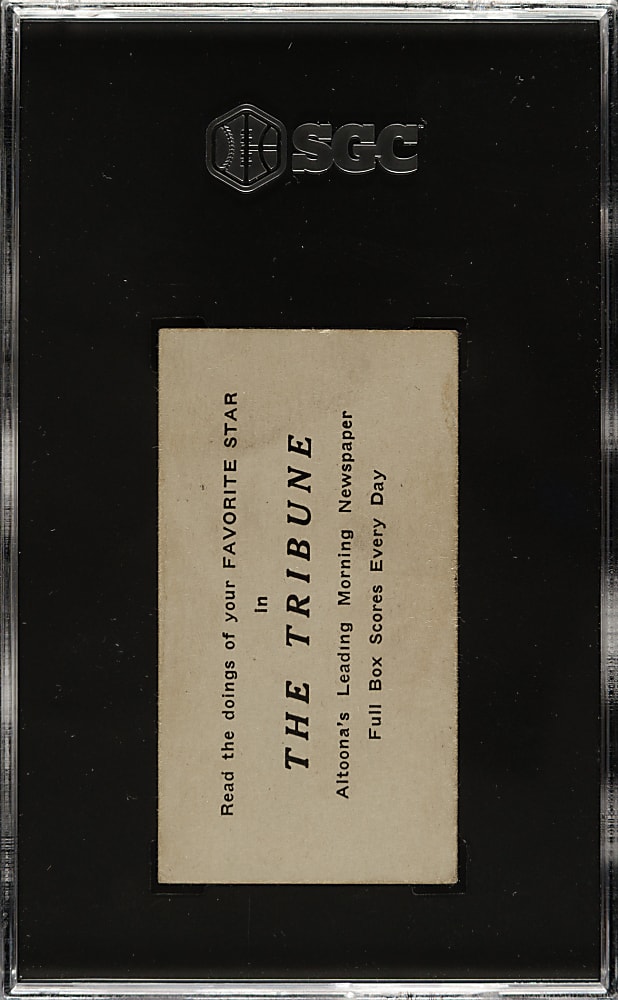 SGC
Read the doings of your FAVORITE STAR
in
THE TRIBUNE
Altoona's Leading Morning Newspaper
Full Box Scores Every Day